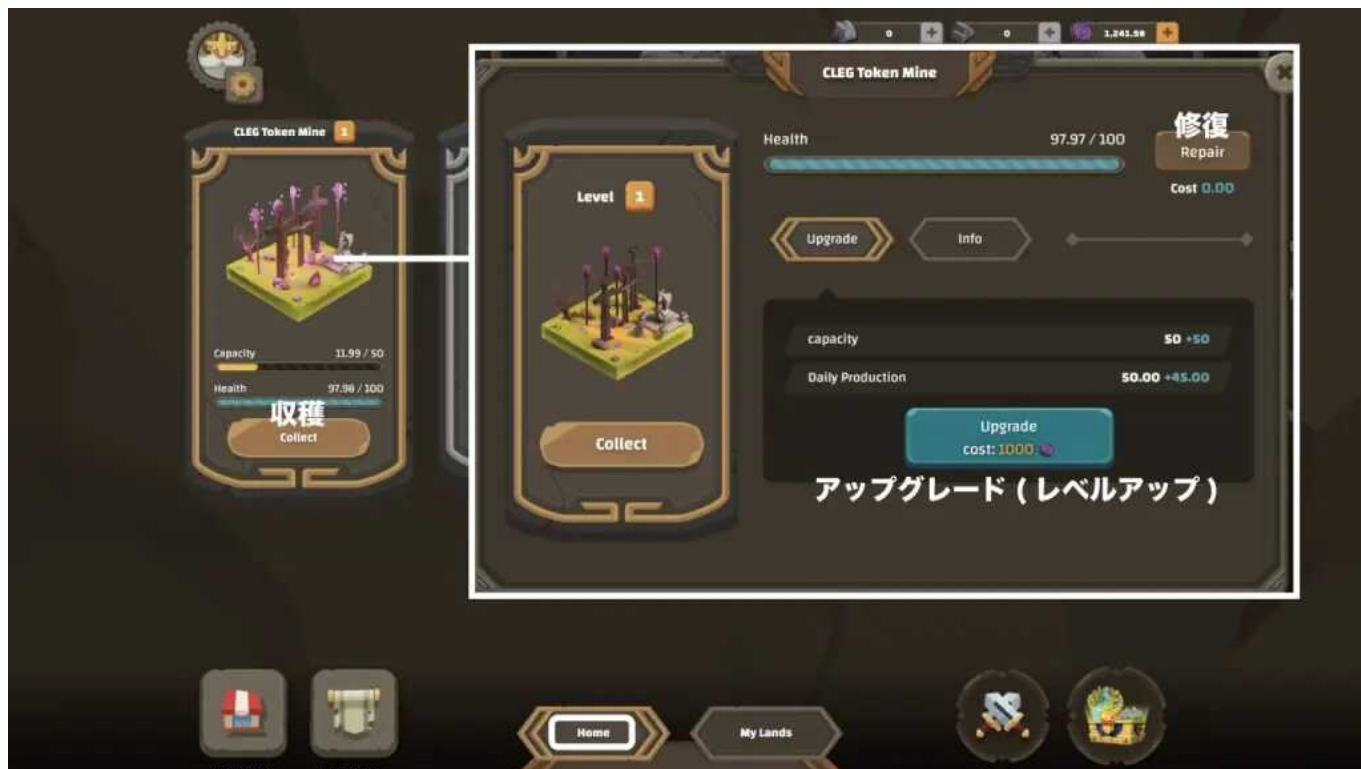 0
0
1,241.98
CLEG Token Mine 1
Capacity 11.99 / 50
Health 97.98 / 100
収穫
Collect
CLEG Token Mine
Level 1
Collect
Health 97.97 / 100
修復
Repair
Cost 0.00
Upgrade
Info
capacity 50 +50
Daily Production 50.00 +45.00
Upgrade
cost: 1000
アップグレード ( レベルアップ )
Home
My Lands